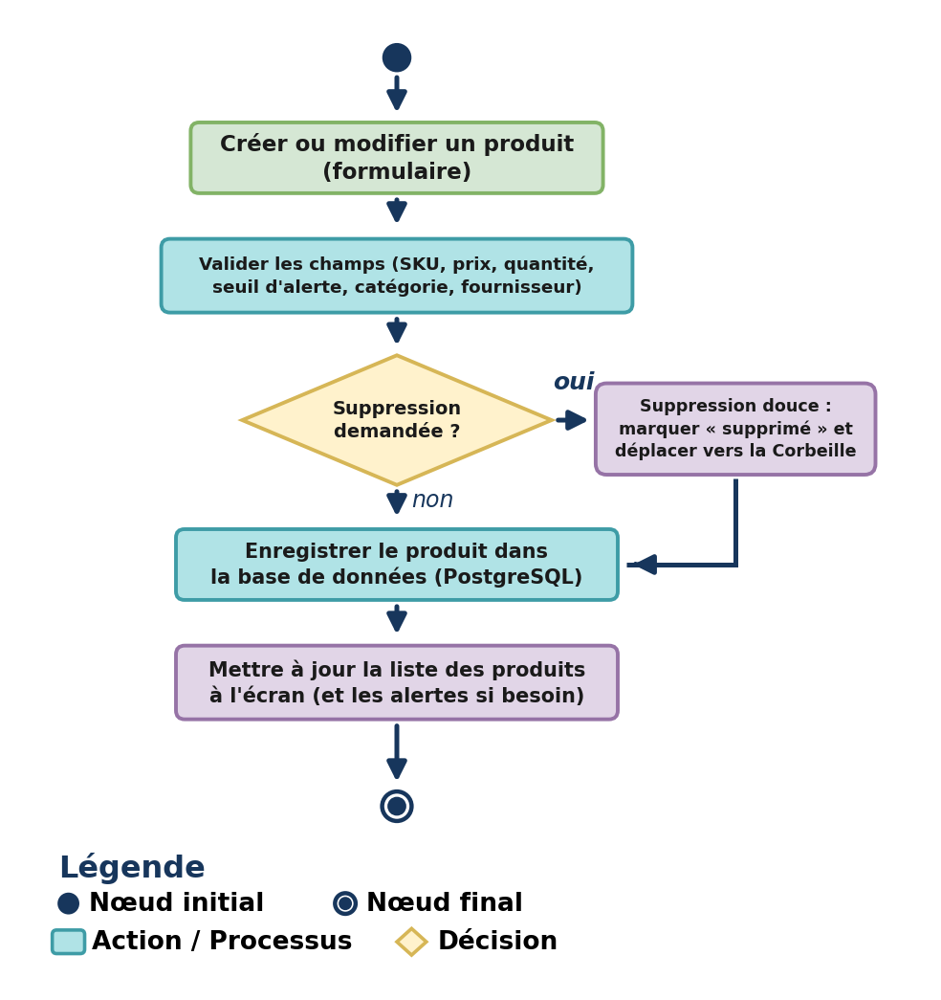 Créer ou modifier un produit
(formulaire)
Valider les champs (SKU, prix, quantité,
seuil d'alerte, catégorie, fournisseur)
Suppression
demandée ?
oui
Suppression douce :
marquer « supprimé » et
déplacer vers la Corbeille
non
Enregistrer le produit dans
la base de données (PostgreSQL)
Mettre à jour la liste des produits
à l'écran (et les alertes si besoin)
Légende
Nœud initial
Nœud final
Action / Processus
Décision